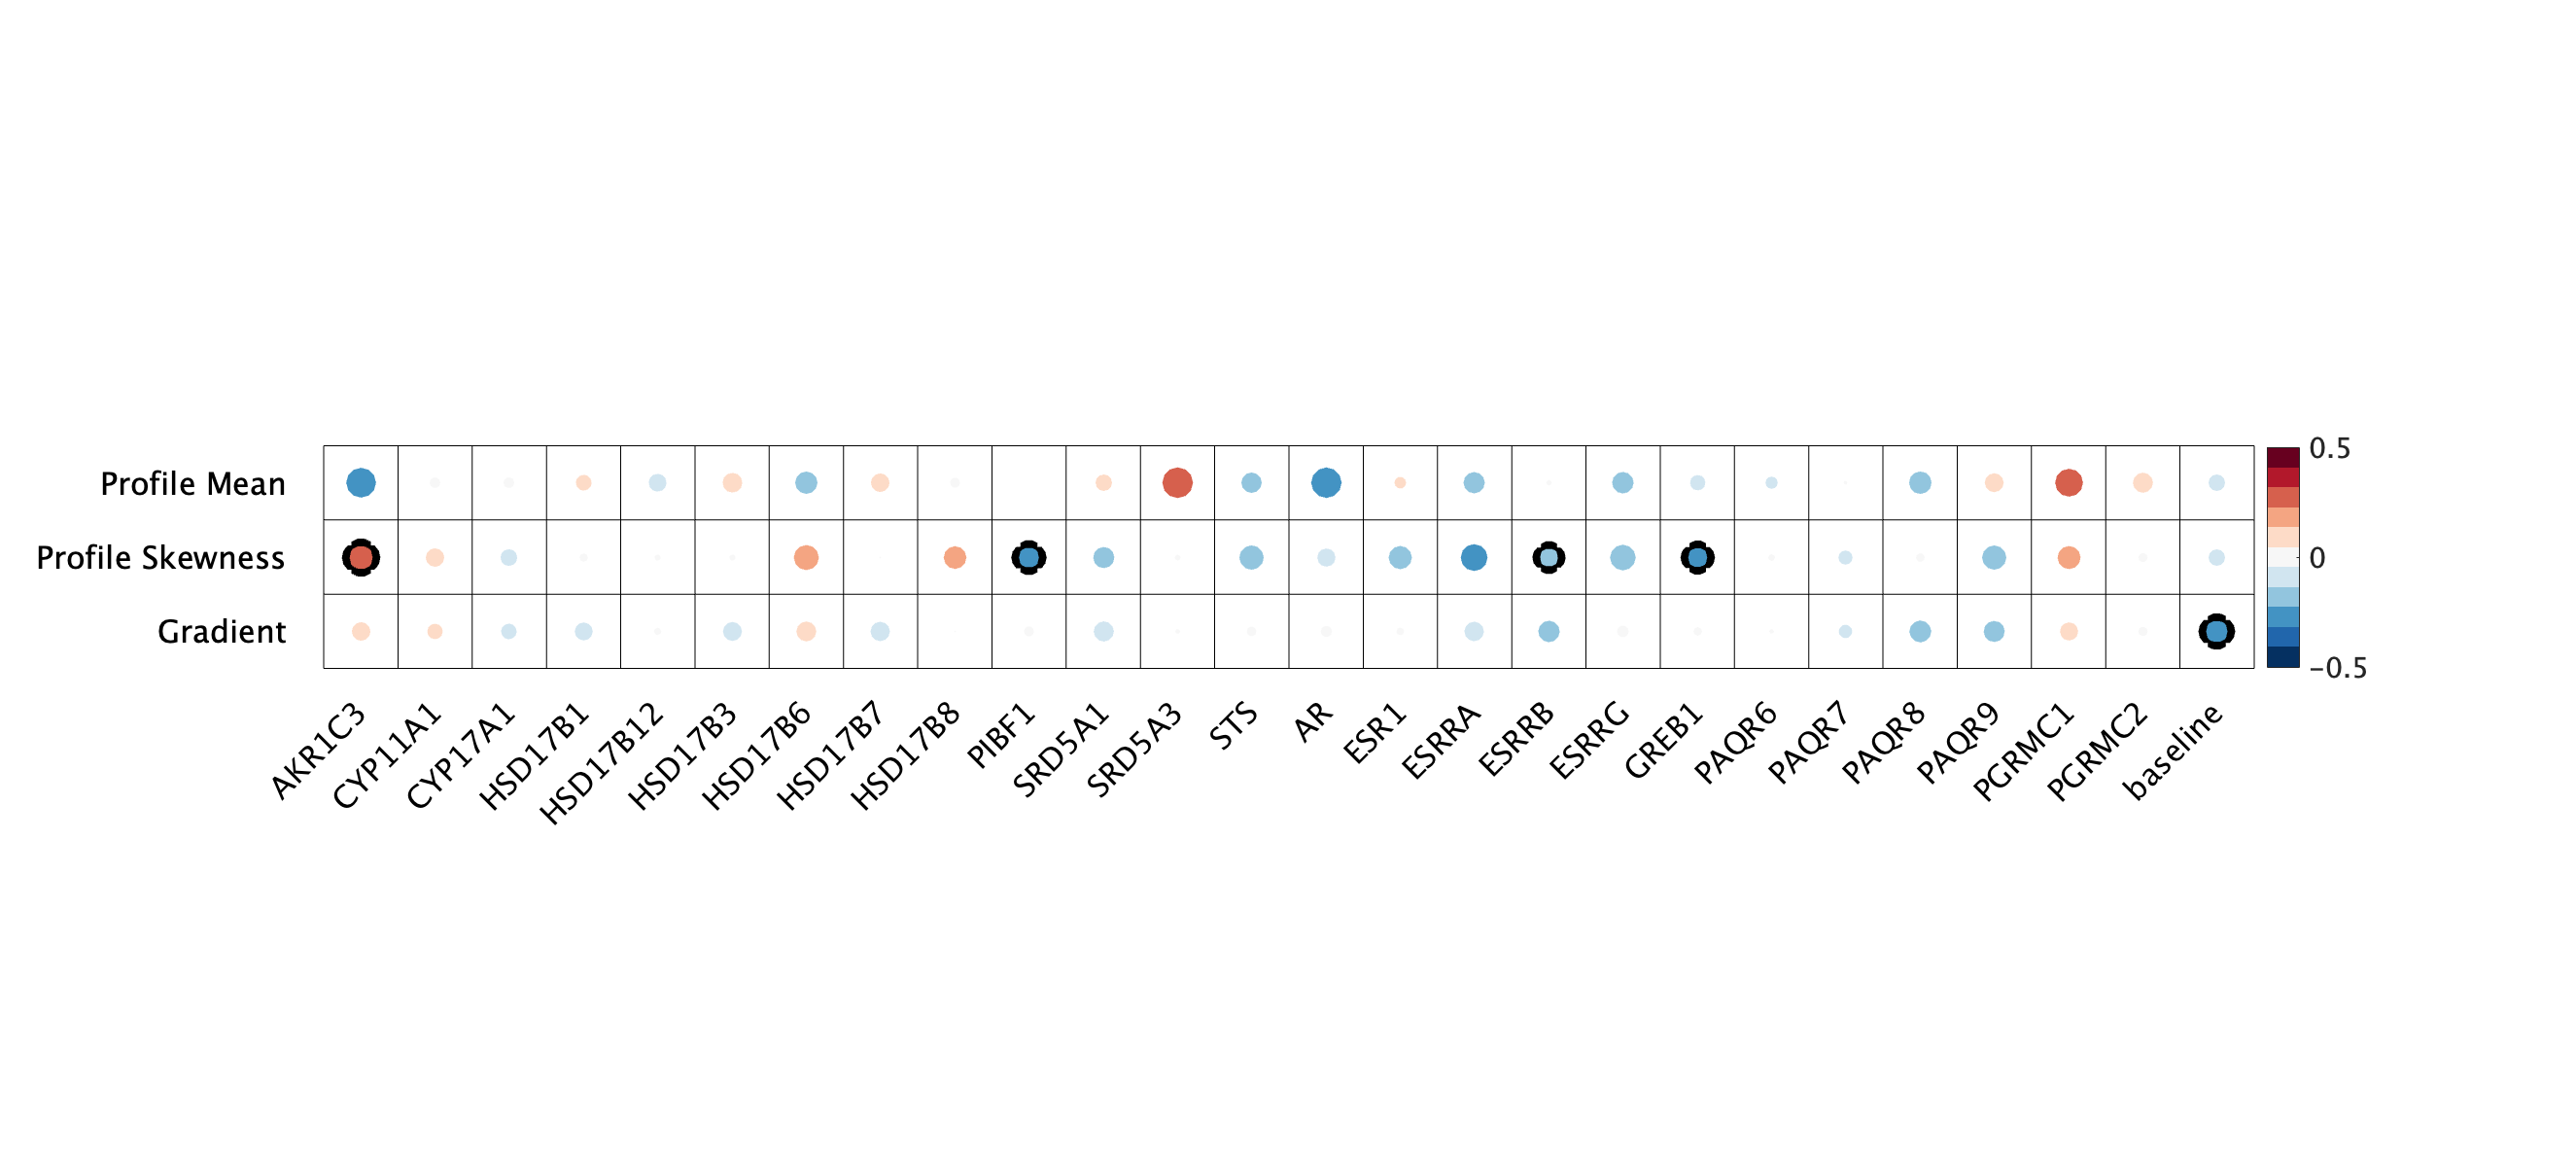 Profile Mean
Profile Skewness
Gradient
0.5
0
−0.5
AKR1C3
CYP11A1
CYP17A1
HSD17B1
HSD17B12
HSD17B3
HSD17B6
HSD17B7
HSD17B8
PIBF1
SRD5A1
SRD5A3
STS
AR
ESR1
ESRRA
ESRRB
ESRRG
GREB1
PAQR6
PAQR7
PAQR8
PAQR9
PGRMC1
PGRMC2
baseline